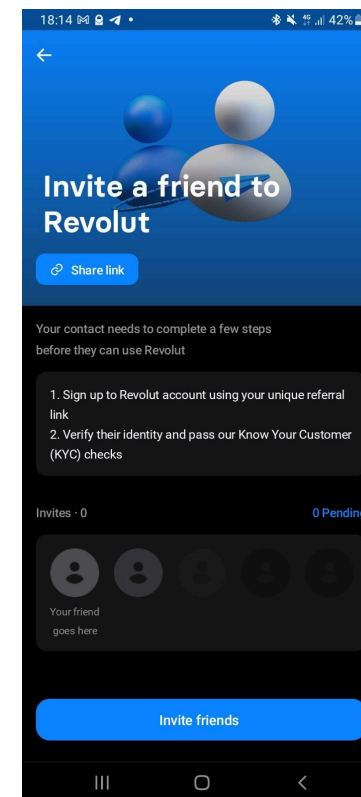 18:14
4G
42%
Invite a friend to
Revolut
Share link
Your contact needs to complete a few steps
before they can use Revolut
1. Sign up to Revolut account using your unique referral
link
2. Verify their identity and pass our Know Your Customer
(KYC) checks
Invites · 0
0 Pending
Your friend
goes here
Invite friends